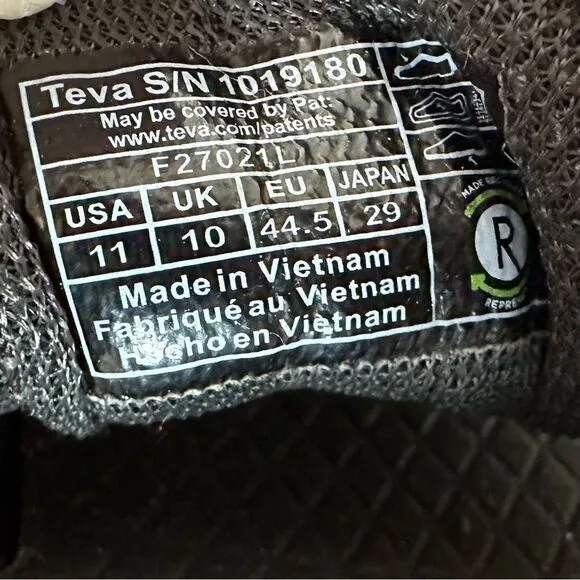 Teva S/N 1019180
May be covered by Pat:
www.teva.com/patents
F27021L
USA UK EU JAPAN
11 10 44.5 29
Made in Vietnam
Fabriqué au Vietnam
Hecho en Vietnam
MADE
R